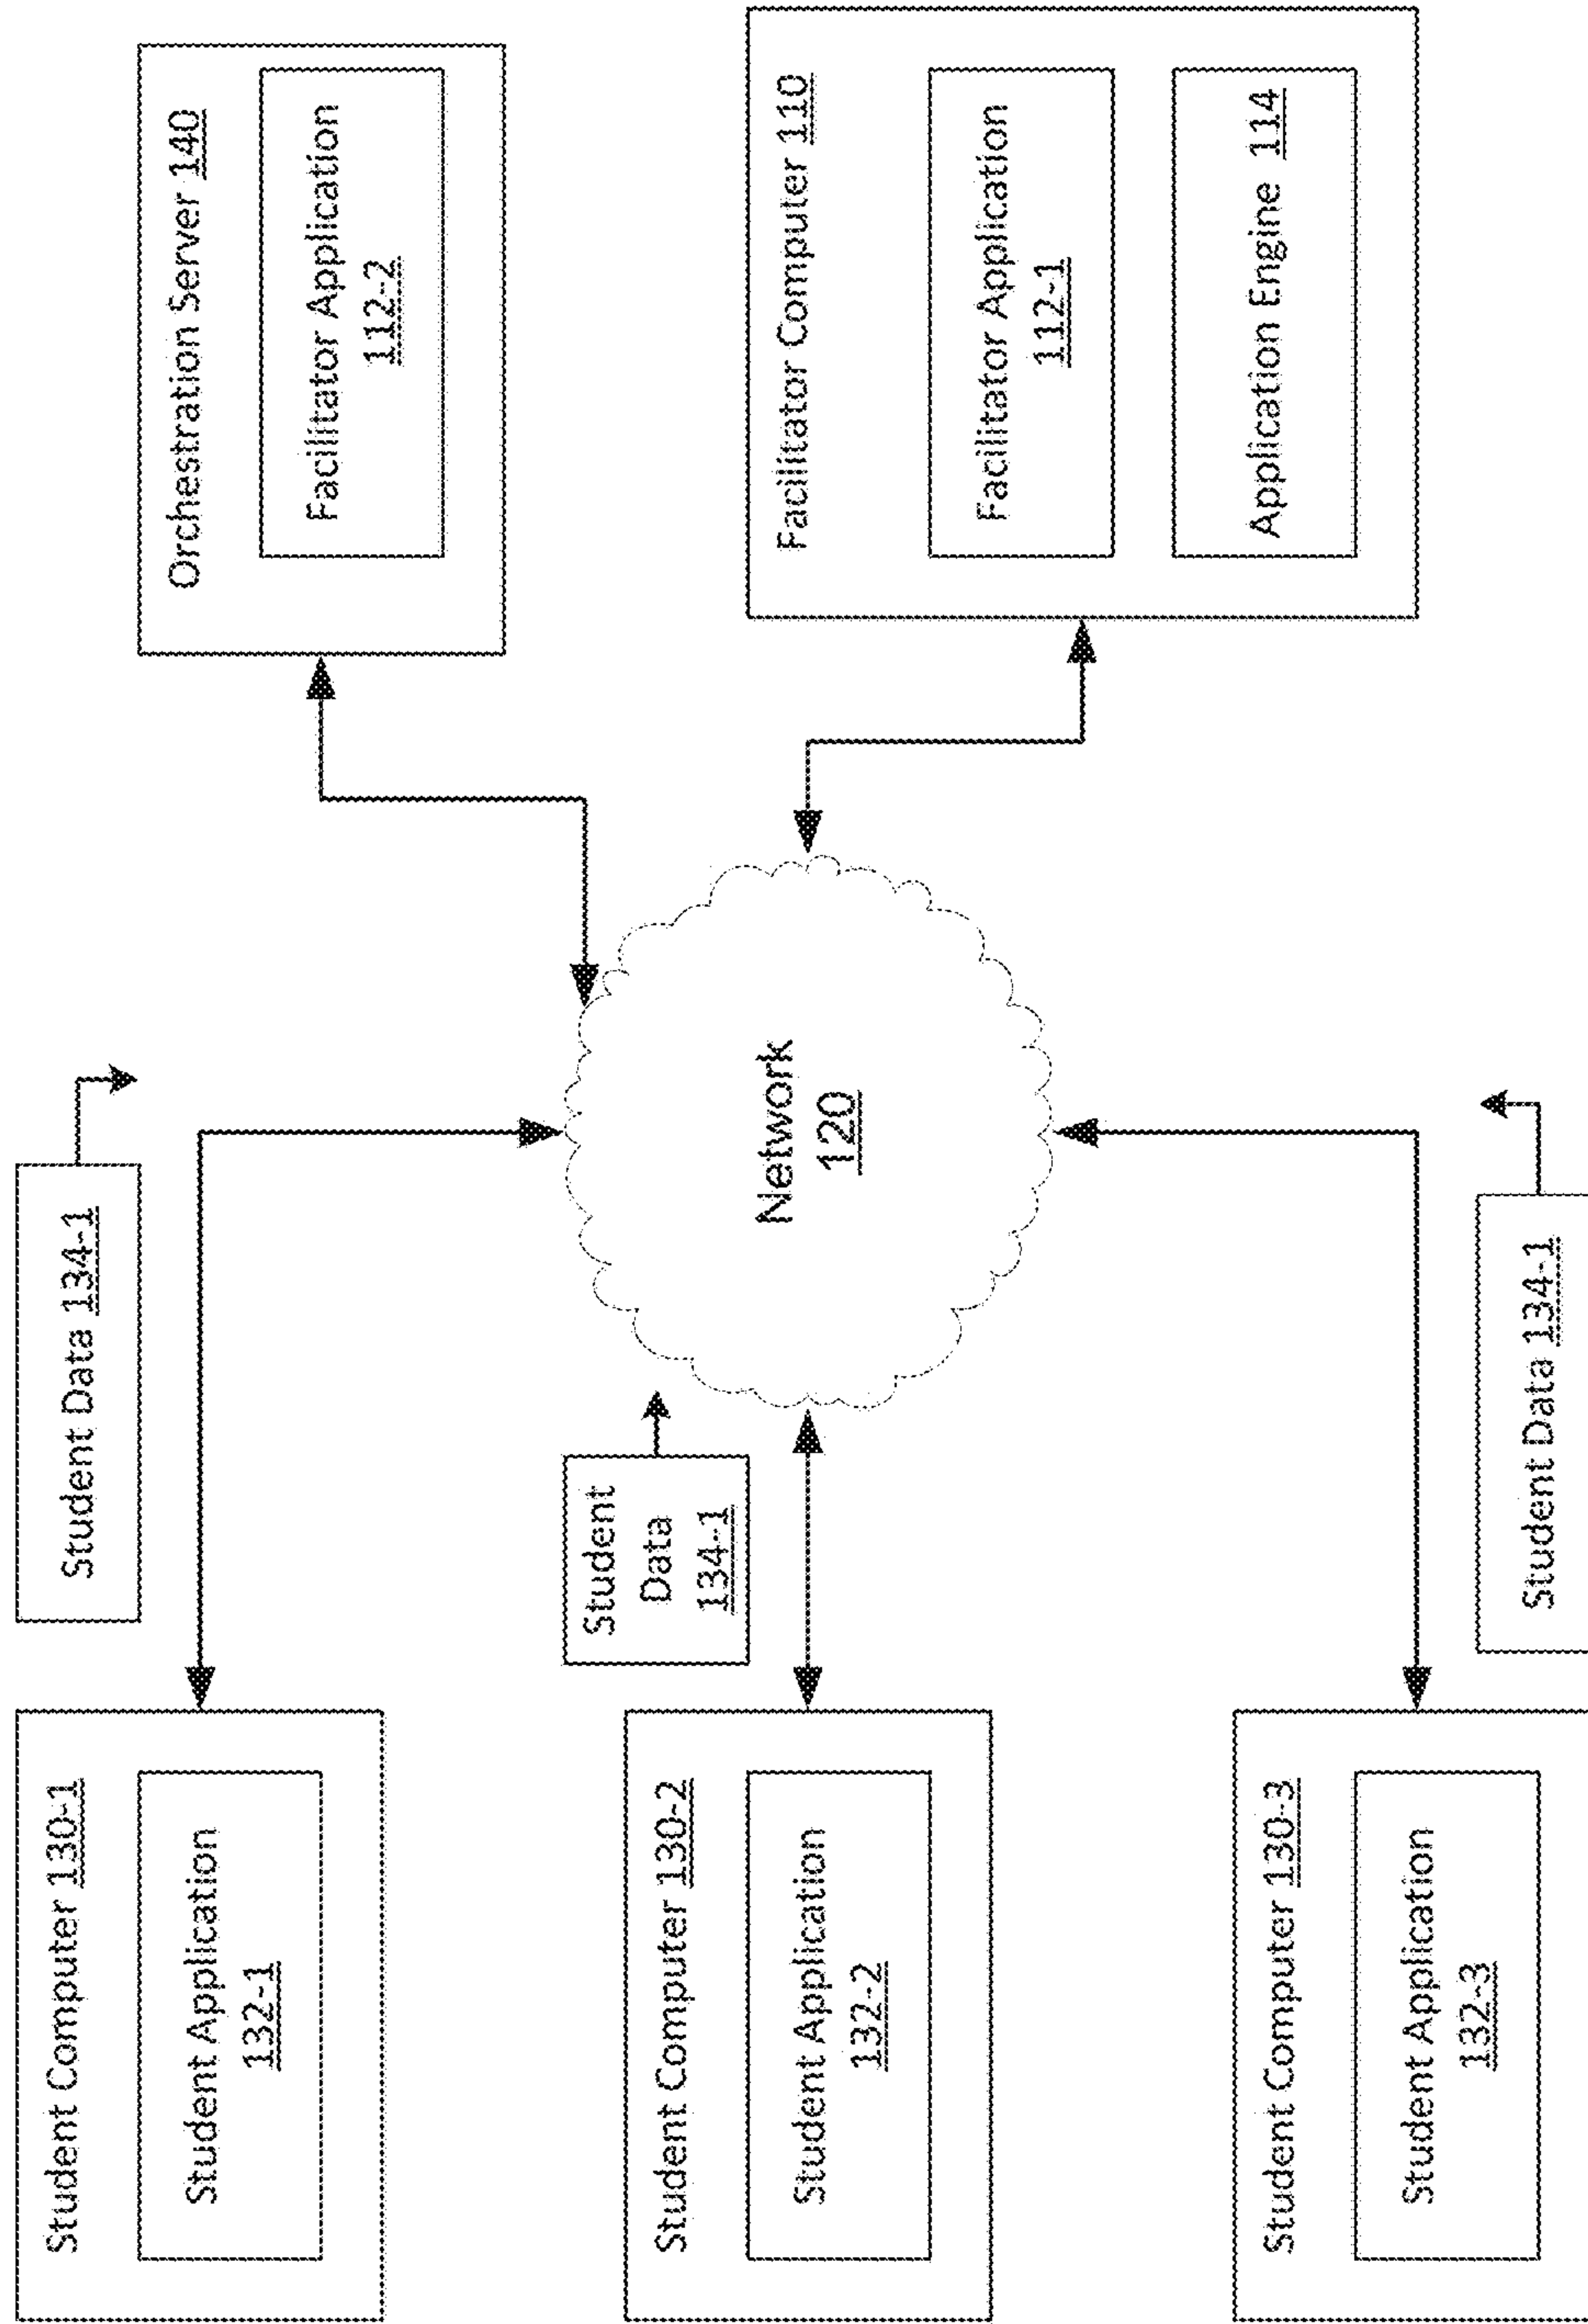 Student Computer 130-1
Student Application
132-1
Student Data 134-1
Orchestration Server 140
Facilitator Application
112-2
Student Computer 130-2
Student Application
132-2
Student
Data
134-1
Network
120
Facilitator Computer 110
Facilitator Application
112-1
Application Engine 114
Student Computer 130-3
Student Application
132-3
Student Data 134-1